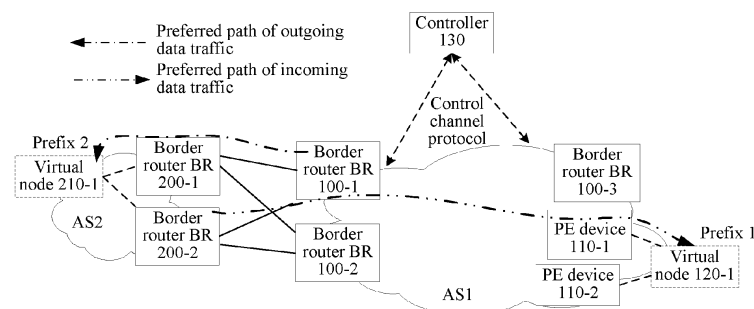 Preferred path of outgoing
data traffic
Preferred path of incoming
data traffic
Controller
130
Control
channel
protocol
Prefix 2
Virtual
node 210-1
AS2
Border
router BR
200-1
Border
router BR
200-2
Border
router BR
100-1
Border
router BR
100-2
Border
router BR
100-3
PE device
110-1
PE device
110-2
Prefix 1
Virtual
node 120-1
AS1